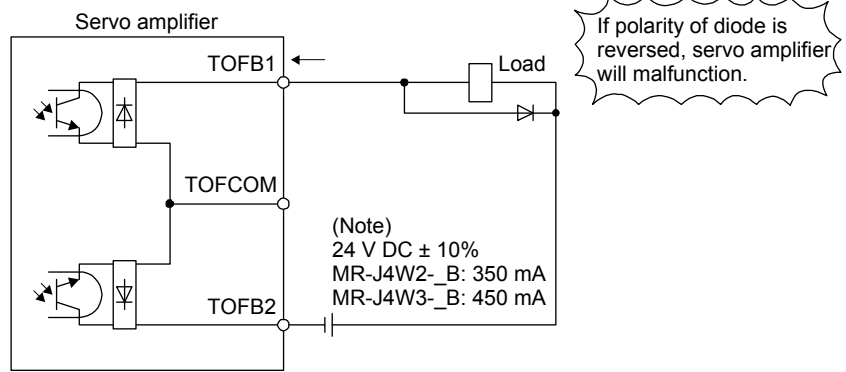 Servo amplifier
If polarity of diode is
reversed, servo amplifier
will malfunction.
TOFB1
Load
TOFCOM
(Note)
24 V DC ± 10%
MR-J4W2-_B: 350 mA
MR-J4W3-_B: 450 mA
TOFB2